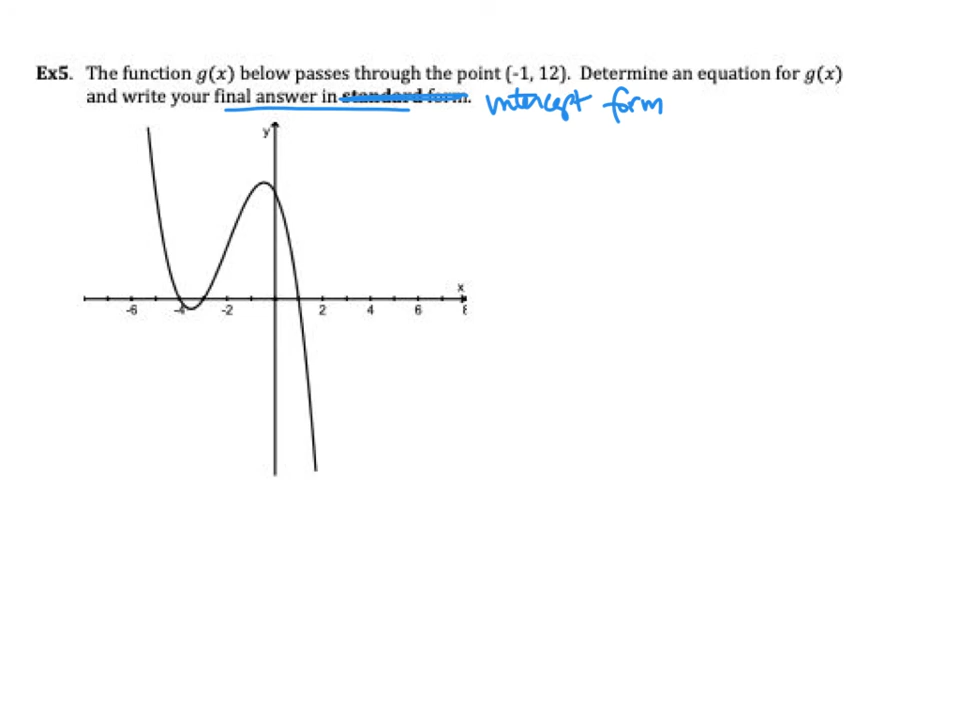 Ex5. The function g(x) below passes through the point (-1, 12). Determine an equation for g(x)
and write your final answer in standard form. intercept form
y
x
-6 -4 -2 2 4 6 8